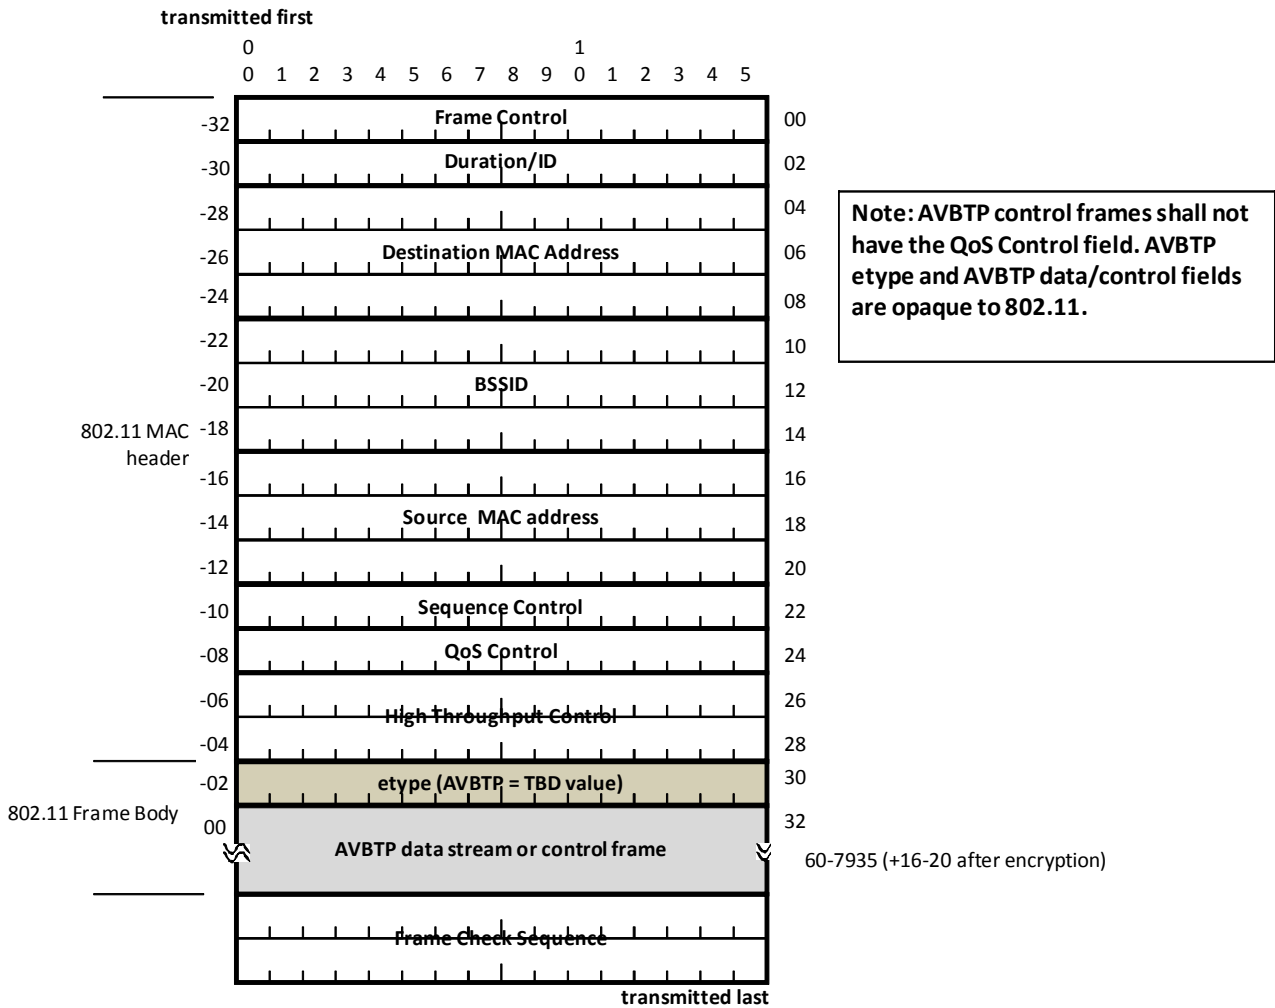 transmitted first
0 1
0 1 2 3 4 5 6 7 8 9 0 1 2 3 4 5
-32 Frame Control 00
-30 Duration/ID 02
-28 04
-26 Destination MAC Address 06
-24 08
-22 10
-20 BSSID 12
802.11 MAC -18 14
header
-16 16
-14 Source MAC address 18
-12 20
-10 Sequence Control 22
-08 QoS Control 24
-06 26
High Throughput Control
-04 28
-02 etype (AVBTP = TBD value) 30
802.11 Frame Body
00 32
AVBTP data stream or control frame
60-7935 (+16-20 after encryption)
Frame Check Sequence
transmitted last
Note: AVBTP control frames shall not
have the QoS Control field. AVBTP
etype and AVBTP data/control fields
are opaque to 802.11.